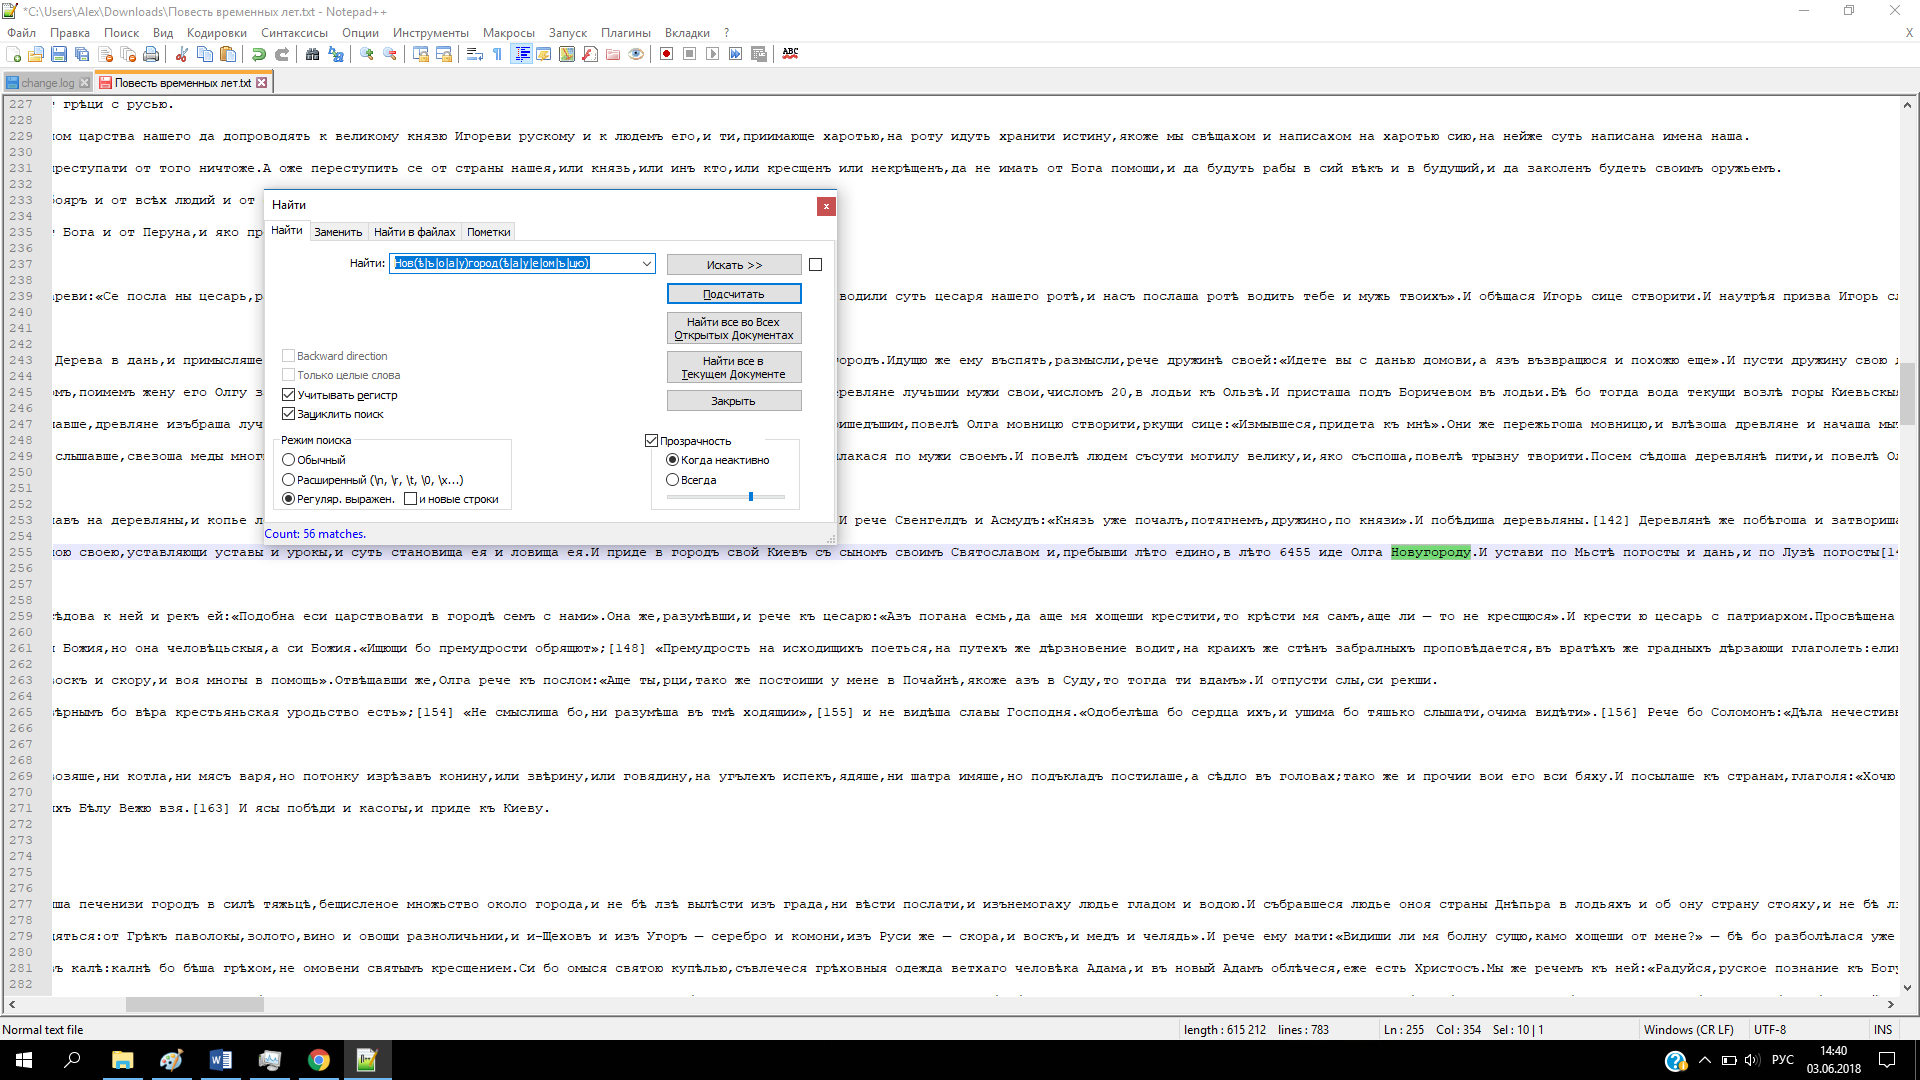 *C:\Users\Alex\Downloads\Повесть временных лет.txt - Notepad++
Файл Правка Поиск Вид Кодировки Синтаксисы Опции Инструменты Макросы Запуск Плагины Вкладки ? X
change.log Повесть временных лет.txt
227 грѣци с русью.
228
229 ом царства нашего да допроводять к великому князю Игореви рускому и к людемъ его,и ти,приимающе харотью,на роту идуть хранити истину,якоже мы свѣщахом и написахом на харотью сию,на нейже суть написана имена наша.
230
231 преступати от того ничтоже.А оже переступить се от страны нашея,или князь,или инъ кто,или кресщенъ или некрѣщенъ,да не имать от Бога помощи,и да будуть рабы в сий вѣкъ и в будущий,и да заколенъ будеть своимъ оружьемъ.
232
233 бояръ и от всѣх людий и от
234
235 Бога и от Перуна,и яко пр
236
237
238
239 реви:«Се посла ны цесарь,р водили суть цесаря нашего ротѣ,и насъ послаша ротѣ водить тебе и мужь твоихъ».И обѣщася Игорь сице створити.И наутрѣя призва Игорь сл
240
241
242
243 Дерева в дань,и примысляше ородъ.Идущю же ему въспять,размысли,рече дружинѣ своей:«Идете вы с данью домови,а язъ възвращюся и похожю еще».И пусти дружину свою
244
245 омъ,поимемъ жену его Олгу з ревляне лучьшии мужи свои,числомъ 20,в лодьи къ Ользѣ.И присташа подъ Боричевом в лодьи.Бѣ бо тогда вода текущи возлѣ горы Киевьскы
246
247 авше,древляне изъбраша луч ишедъшим,повелѣ Олга мовницю створити,ркущи сице:«Измывшеся,придета къ мнѣ».Они же пережьгоша мовницю,и влѣзоша древляне и начаша мы
248
249 слышавше,свезоша меды мног лакася по мужи своемъ.И повелѣ людем съсути могилу велику,и,яко съспоша,повелѣ трызну творити.Посем сѣдоша деревлянѣ пити,и повелѣ Ол
250
251
252
253 авъ на деревляны,и копье л И рече Свенгелдъ и Асмудъ:«Князь уже почалъ,потягнемъ,дружино,по князи».И побѣдиша деревьляны.[142] Деревлянѣ же побѣгоша и затвориша
254
255 ною своею,уставляющи уставы и урокы,и суть становища ея и ловища ея.И приде в городъ свой Киевъ съ сыномъ своимъ Святославом и,пребывши лѣто едино,в лѣто 6455 иде Олга Новугороду.И устави по Мьстѣ погосты и дань,и по Лузѣ погосты[14
256
257
258
259 сѣдова к ней и рекъ ей:«Подобна еси царствовати в городѣ семъ с нами».Она же,разумѣвши,и рече къ цесарю:«Азъ погана есмь,да аще мя хощеши крестити,то крѣсти мя самъ,аще ли — то не кресщюся».И крести ю цесарь с патриархом.Просвѣщена
260
261 Божия,но она человѣцьскыя,а си Божия.«Ищющи бо премудрости обрящют»;[148] «Премудрость на исходищихъ поеться,на путехъ же дѣрзновение водит,на краихъ же стѣнъ забралныхъ проповѣдается,въ вратѣхъ же градныхъ дѣрзающи глаголеть:ели
262
263 воскъ и скору,и воя многы в помощь».Отвѣщавши же,Олга рече къ послом:«Аще ты,рци,тако же постоиши у мене в Почайнѣ,якоже азъ в Суду,то тогда ти вдамъ».И отпусти слы,си рекши.
264
265 вѣрнымъ бо вѣра крестьяньская уродьство есть»;[154] «Не смыслиша бо,ни разумѣша въ тмѣ ходящии»,[155] и не видѣша славы Господня.«Одобелѣша бо сердца ихъ,и ушима бо тяшько слышати,очима видѣти».[156] Рече бо Соломонъ:«Дѣла нечестивы
266
267
268
269 возяше,ни котла,ни мясъ варя,но потонку изрѣзавъ конину,или звѣрину,или говядину,на угълехъ испекъ,ядяше,ни шатра имяше,но подъкладъ постилаше,а сѣдло въ головах;тако же и прочии вои его вси бяху.И посылаше къ странам,глаголя:«Хочю
270
271 ихъ Бѣлу Вежю взя.[163] И ясы побѣди и касогы,и приде къ Киеву.
272
273
274
275
276
277 ша печенизи городъ в силѣ тяжьцѣ,бещисленое множьство около города,и не бѣ лзѣ вылѣсти изъ града,ни вѣсти послати,и изънемогаху людье гладом и водою.И събравшеся людье оноя страны Днѣпьра в лодьяхъ и об ону страну стояху,и не бѣ лз
278
279 дяться:от Грѣкъ паволокы,золото,вино и овощи разноличьнии,и и-Щеховъ и изъ Угоръ — серебро и комони,изъ Руси же — скора,и воскъ,и медъ и челядь».И рече ему мати:«Видиши ли мя болну сущю,камо хощеши от мене?» — бѣ бо разболѣлася уже
280
281 ъ калѣ:калнѣ бо бѣша грѣхом,не омовени святымъ кресщением.Си бо омыся святою купѣлью,съвлечеся грѣховныя одежда ветхаго человѣка Адама,и въ новый Адамъ облѣчеся,еже есть Христосъ.Мы же речемъ къ ней:«Радуйся,руское познание къ Богу
282
Найти
Найти Заменить Найти в файлах Пометки
Найти: Нов(ѣ|ъ|о|а|у)город(ѣ|а|у|е|ом|ъ|цю)
Искать >>
Подсчитать
Найти все во Всех
Открытых Документах
Найти все в
Текущем Документе
Закрыть
Backward direction
Только целые слова
Учитывать регистр
Зациклить поиск
Режим поиска
Обычный
Расширенный (\n, \r, \t, \0, \x...)
Регуляр. выражен. и новые строки
Прозрачность
Когда неактивно
Всегда
Count: 56 matches.
Normal text file length : 615 212 lines : 783 Ln : 255 Col : 354 Sel : 10 | 1 Windows (CR LF) UTF-8 INS
РУС
14:40
03.06.2018